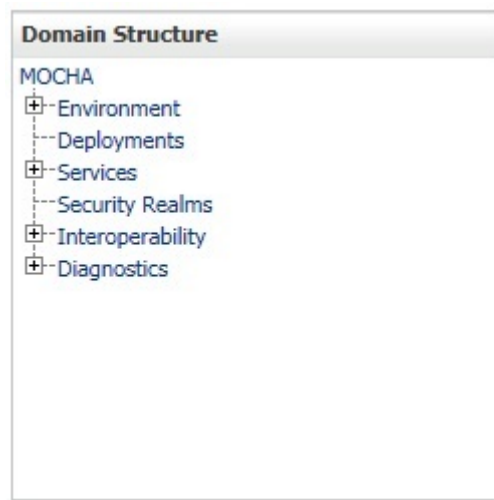 Domain Structure
MOCHA
Environment
Deployments
Services
Security Realms
Interoperability
Diagnostics